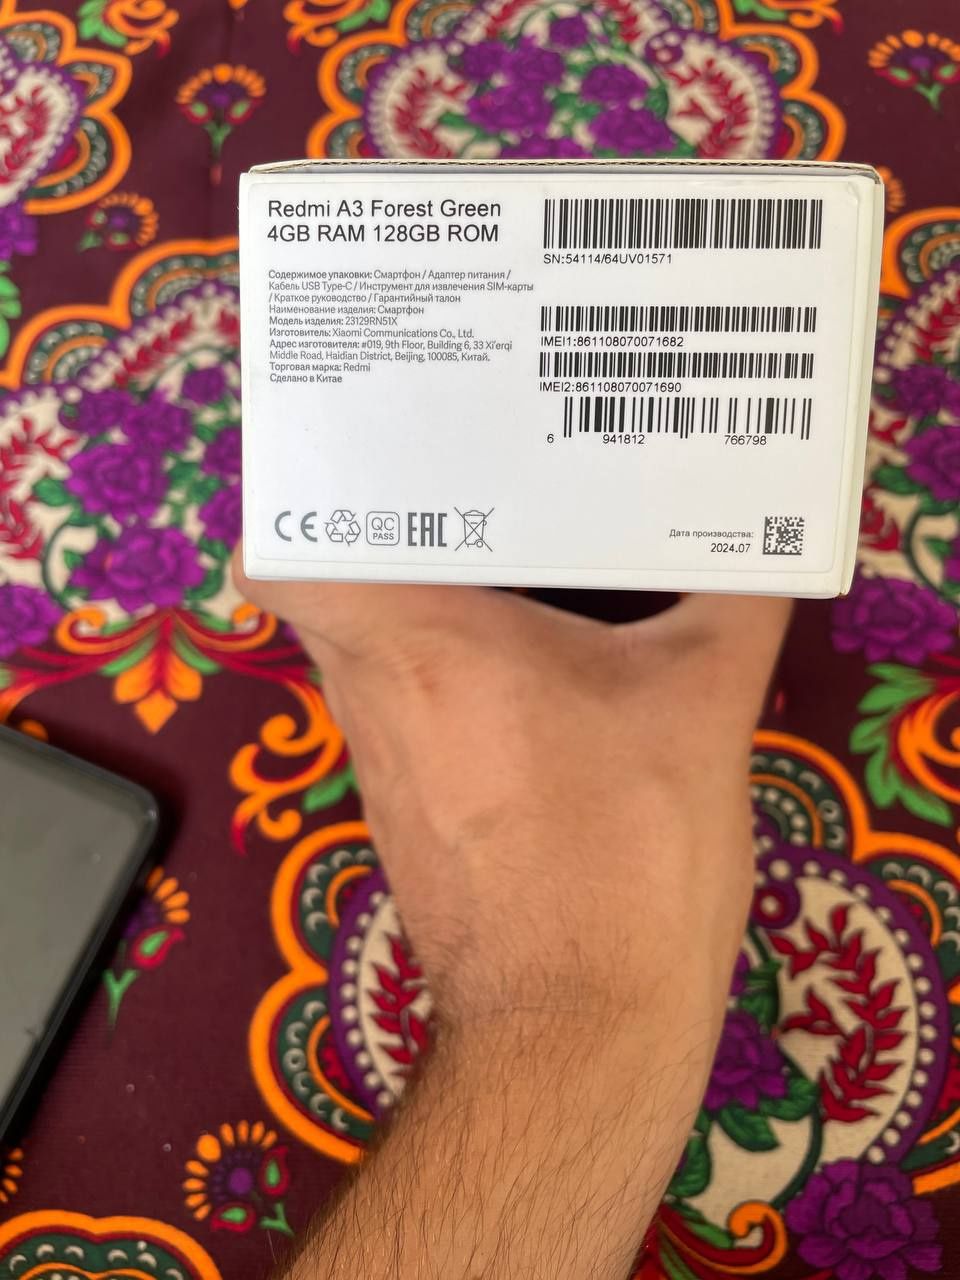 Redmi A3 Forest Green
4GB RAM 128GB ROM
Содержимое упаковки: Смартфон / Адаптер питания /
Кабель USB Type-C / Инструмент для извлечения SIM-карты
/ Краткое руководство / Гарантийный талон
Наименование изделия: Смартфон
Модель изделия: 23129RN51X
Изготовитель: Xiaomi Communications Co., Ltd.
Адрес изготовителя: #019, 9th Floor, Building 6, 33 Xi'erqi
Middle Road, Haidian District, Beijing, 100085, Китай.
Торговая марка: Redmi
Сделано в Китае
SN:54114/64UV01571
IMEI1:861108070071682
IMEI2:861108070071690
6 941812 766798
CE
QC
PASS
EAC
Дата производства:
2024.07